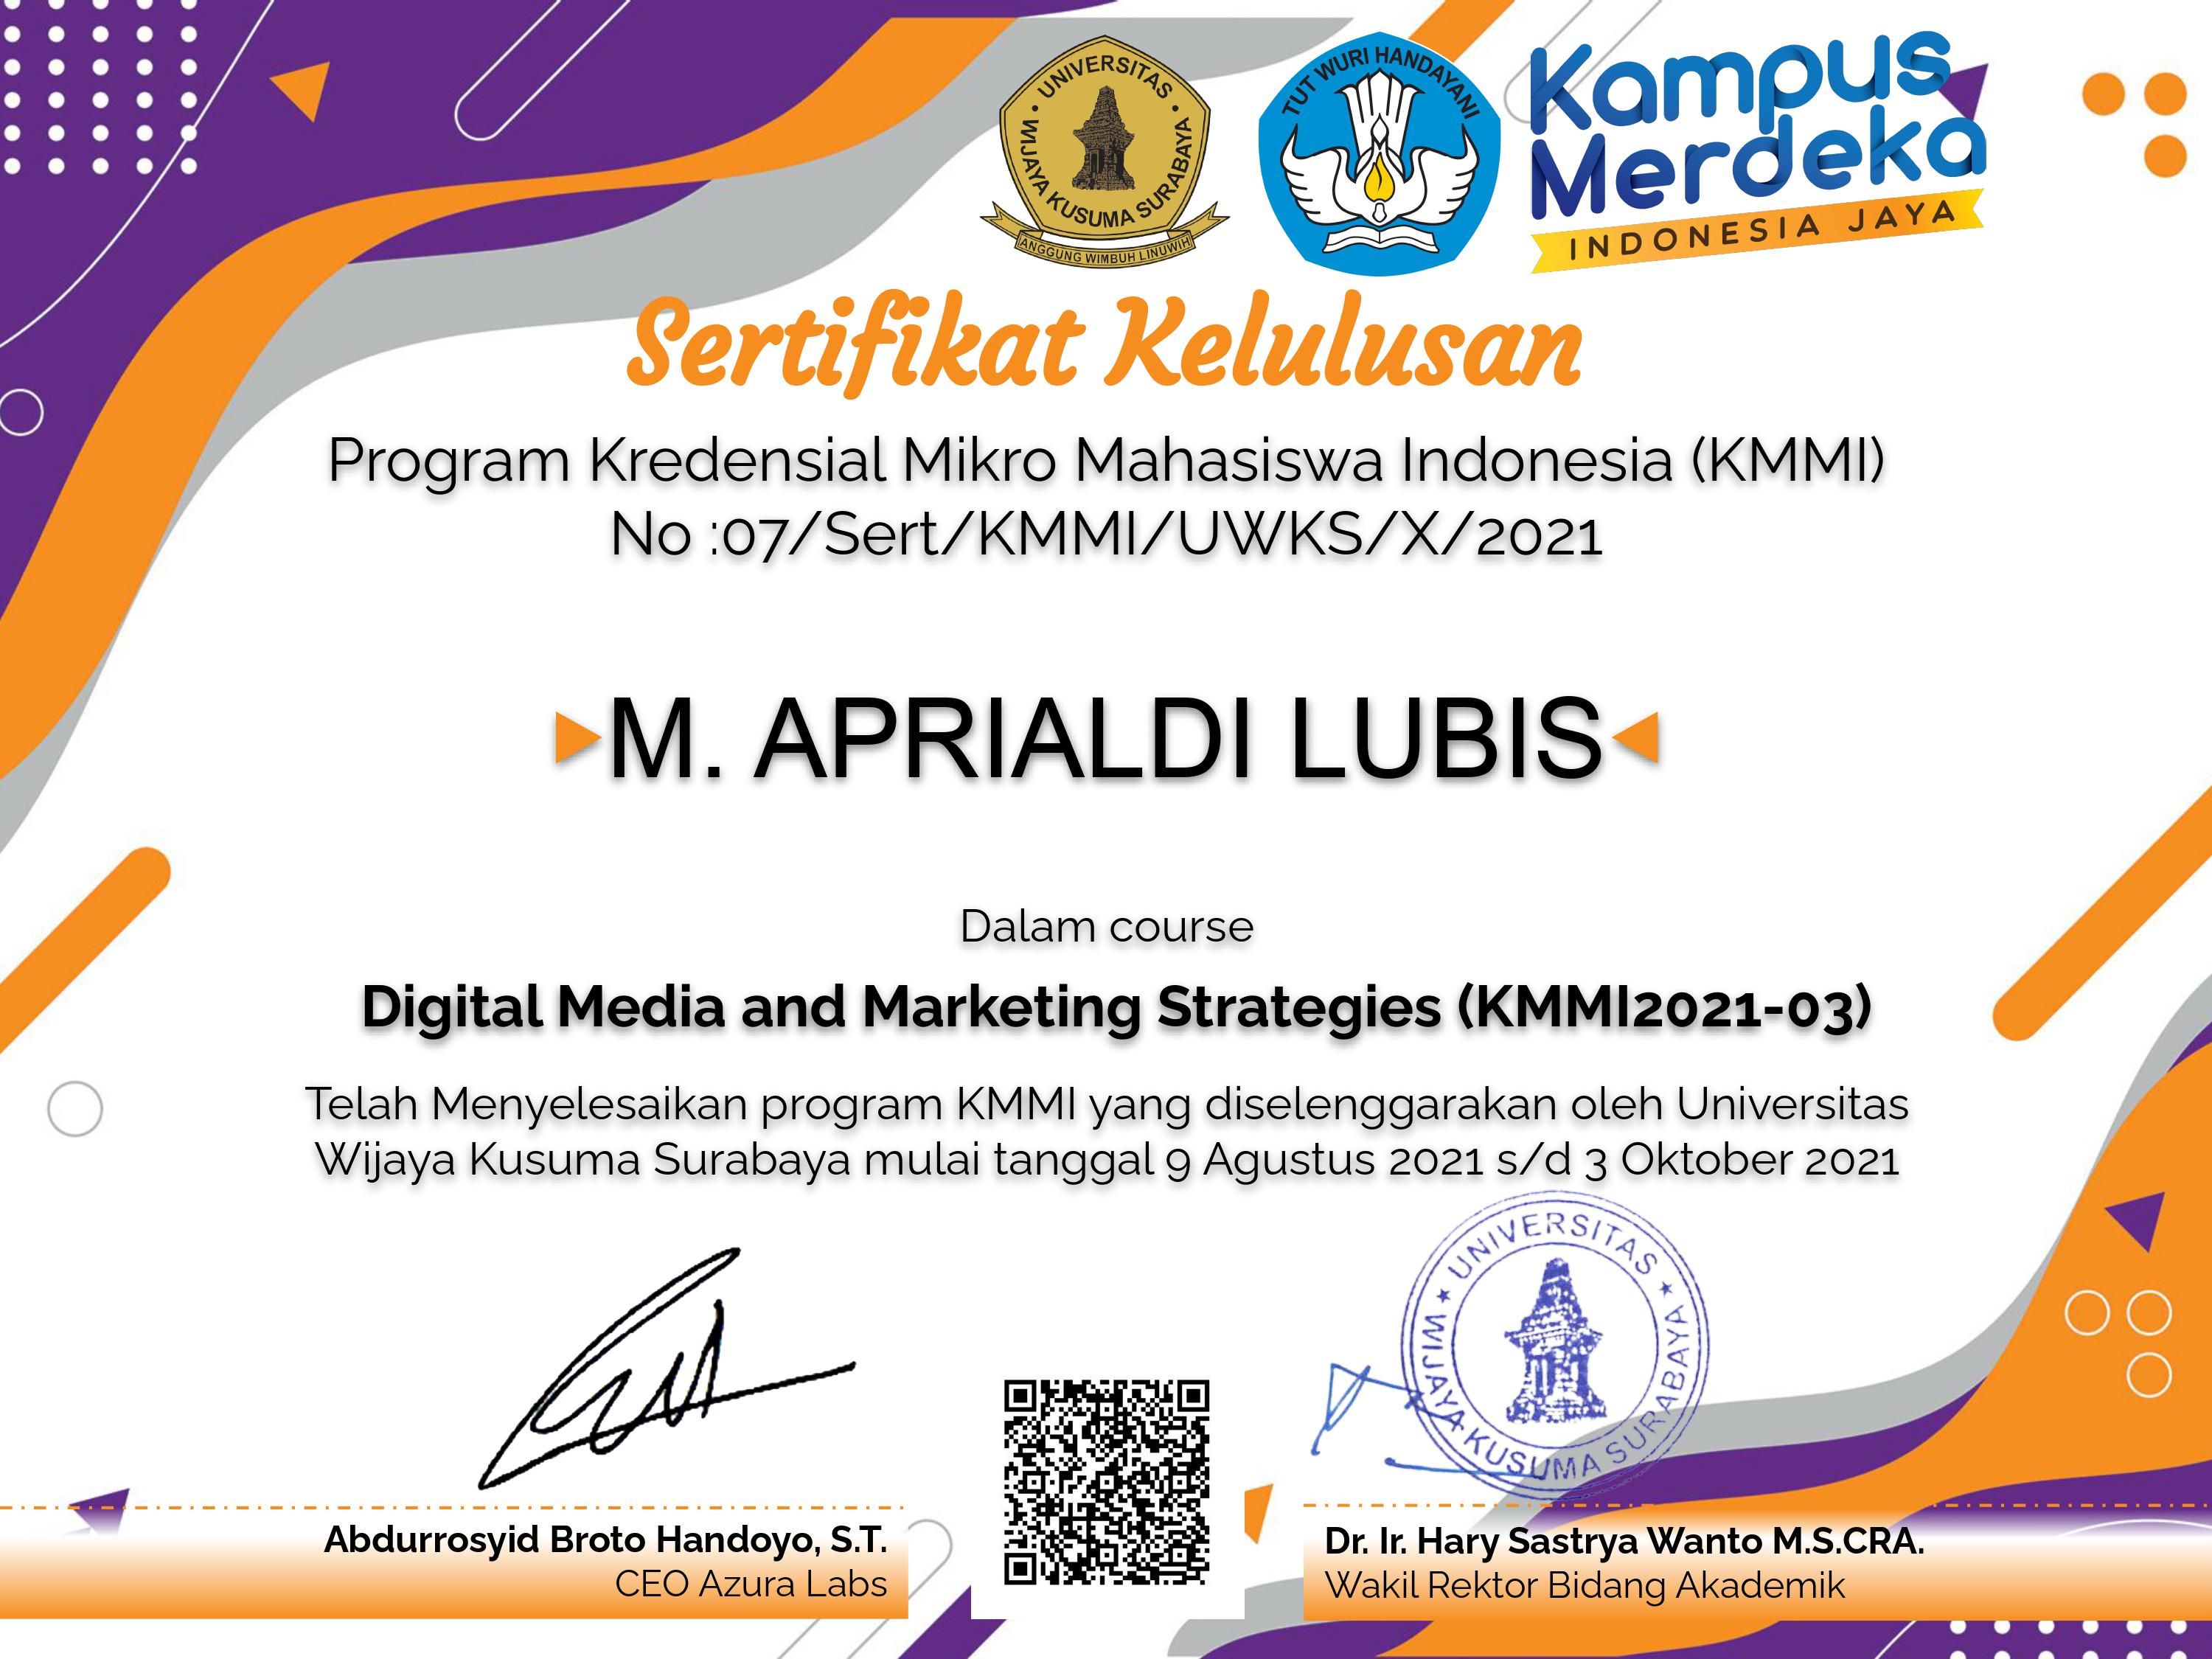 UNIVERSITAS
WIJAYA KUSUMA SURABAYA
ANGGUNG WIMBUH LINUWIH
TUT WURI HANDAYANI
Kampus
Merdeka
INDONESIA JAYA
Sertifikat Kelulusan
Program Kredensial Mikro Mahasiswa Indonesia (KMMI)
No :07/Sert/KMMI/UWKS/X/2021
M. APRIALDI LUBIS
Dalam course
Digital Media and Marketing Strategies (KMMI2021-03)
Telah Menyelesaikan program KMMI yang diselenggarakan oleh Universitas
Wijaya Kusuma Surabaya mulai tanggal 9 Agustus 2021 s/d 3 Oktober 2021
UNIVERSITAS
WIJAYA KUSUMA SURABAYA
Abdurrosyid Broto Handoyo, S.T.
CEO Azura Labs
Dr. Ir. Hary Sastrya Wanto M.S.CRA.
Wakil Rektor Bidang Akademik